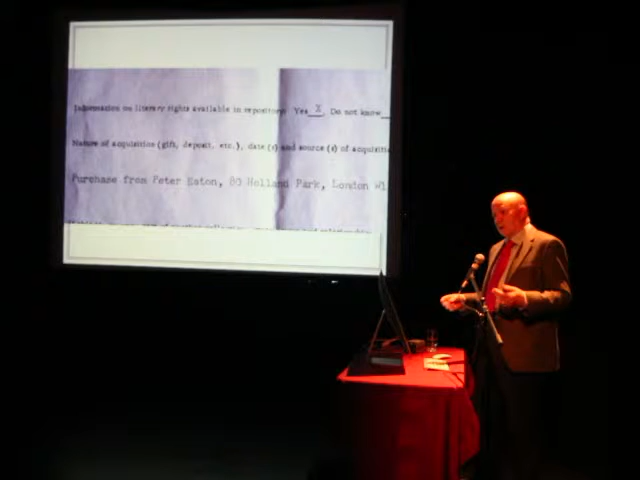 Information on literary rights available in repository: Yes X . Do not know
Nature of acquisition (gift, deposit, etc.), date (s) and source (s) of acquisiti
Purchase from Peter Eaton, 80 Holland Park, London W1